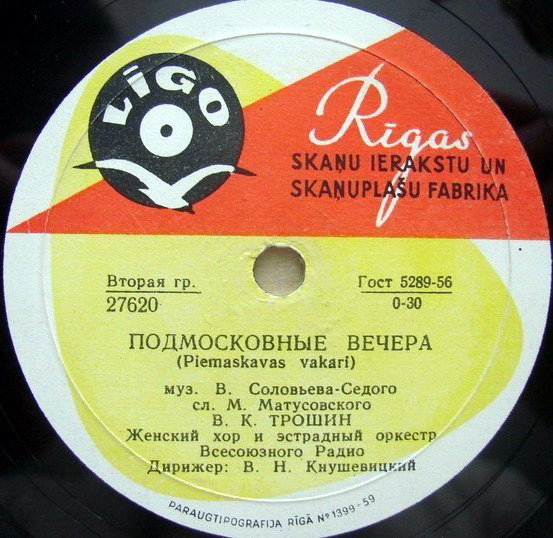 LĪGO
Rīgas
SKAŅU IERAKSTU UN
SKAŅUPLAŠU FABRIKA
Вторая гр.
27620
Гост 5289-56
0-30
ПОДМОСКОВНЫЕ ВЕЧЕРА
(Piemaskavas vakari)
муз. В. Соловьева-Седого
сл. М. Матусовского
В. К. ТРОШИН
Женский хор и эстрадный оркестр
Всесоюзного Радио
Дирижер: В. Н. Кнушевицкий
PARAUGTIPOGRAFIJA RĪGĀ Nº 1399-59